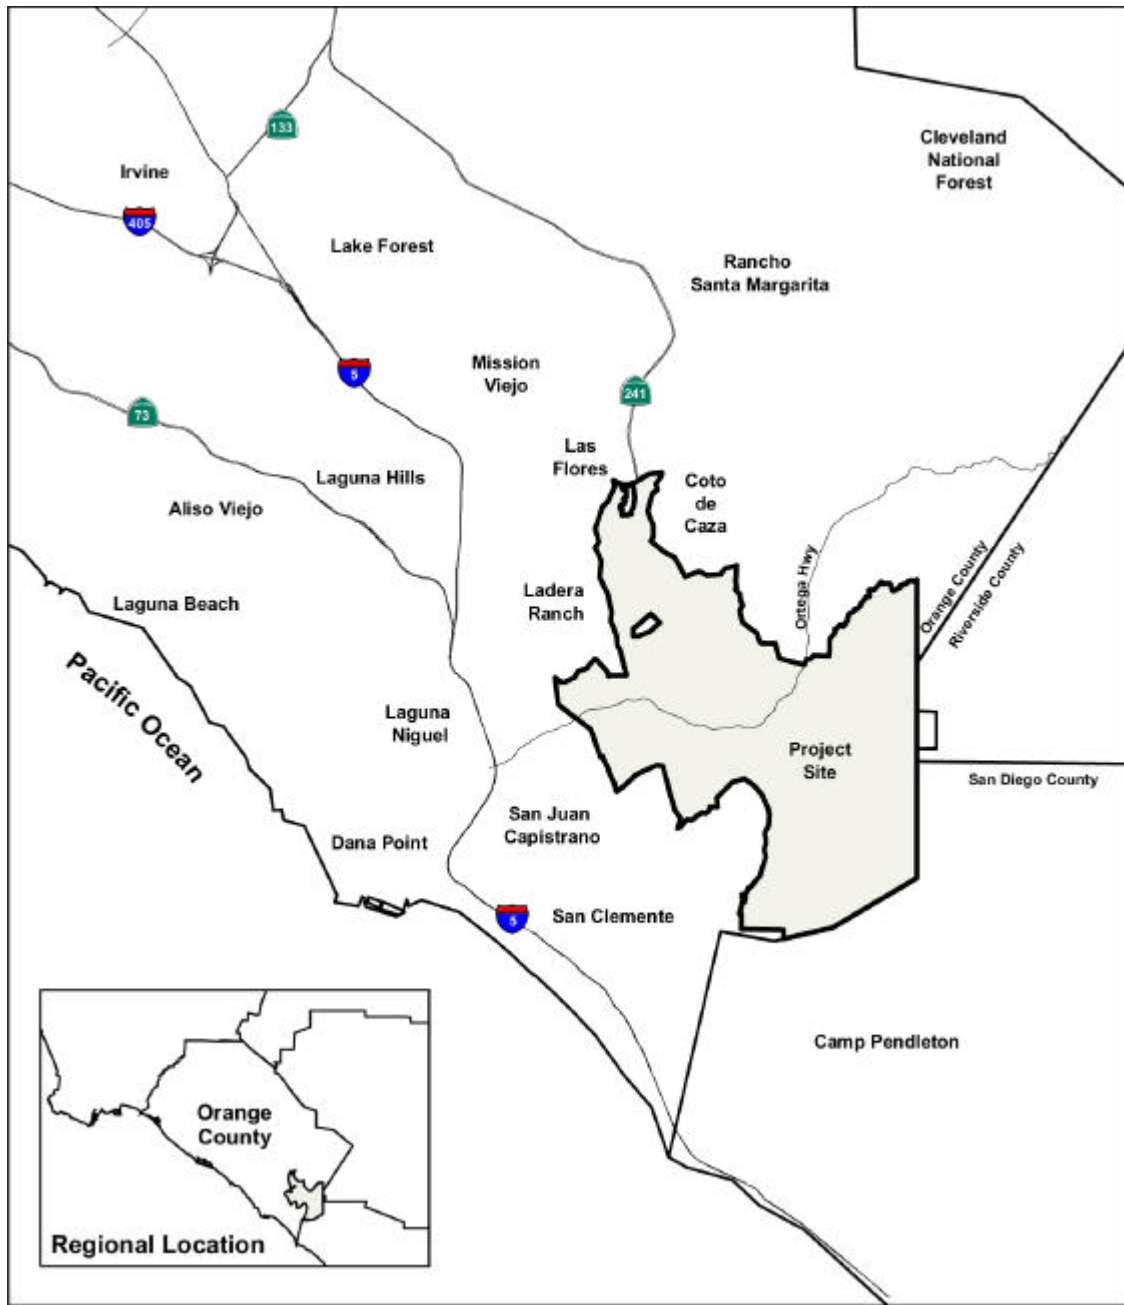 133
Cleveland
National
Forest
Irvine
405
Lake Forest
Rancho
Santa Margarita
Mission
Viejo
5
241
73
Las
Flores
Laguna Hills
Coto
de
Caza
Aliso Viejo
Ortega Hwy
Orange County
Riverside County
Laguna Beach
Ladera
Ranch
Pacific Ocean
Laguna
Niguel
Project
Site
San Diego County
San Juan
Capistrano
Dana Point
5
San Clemente
Camp Pendleton
Orange
County
Regional Location